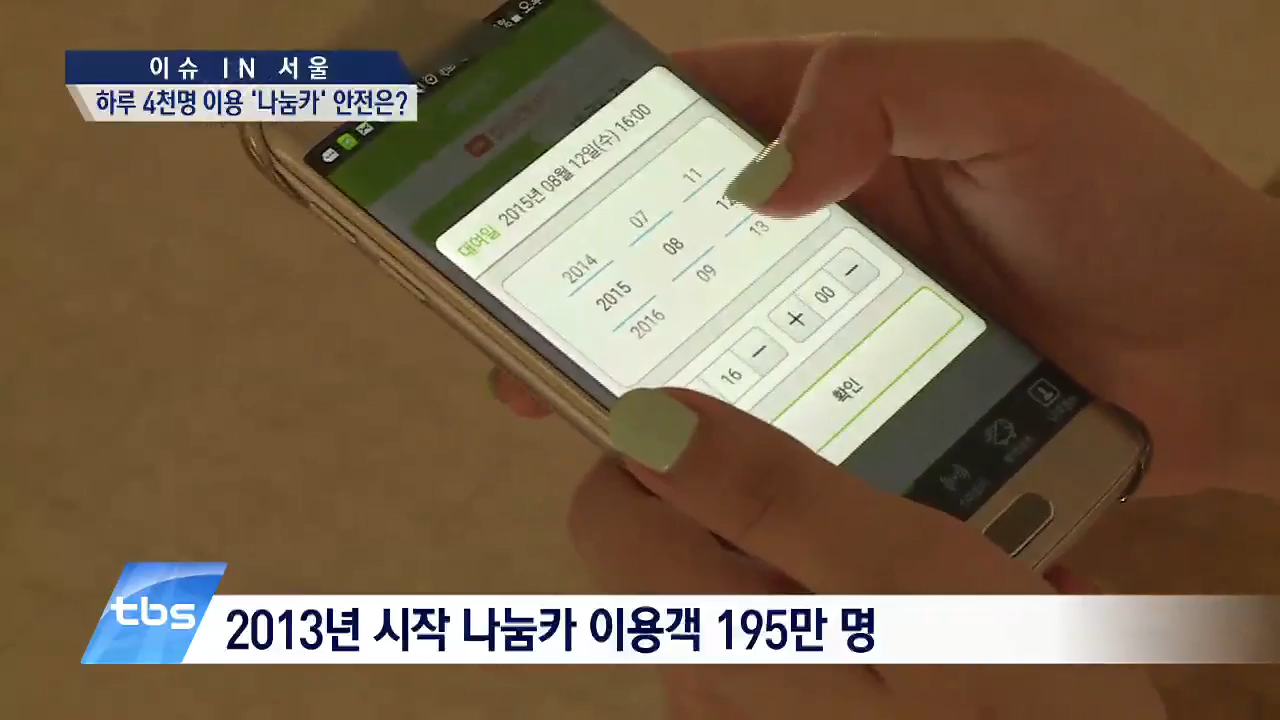 이슈 IN 서울
하루 4천명 이용 '나눔카' 안전은?
대여일 2015년 08월 12일(수) 16:00
2014 07 11
2015 08 12
2016 09 13
16 − + 00 −
확인
tbs
2013년 시작 나눔카 이용객 195만 명